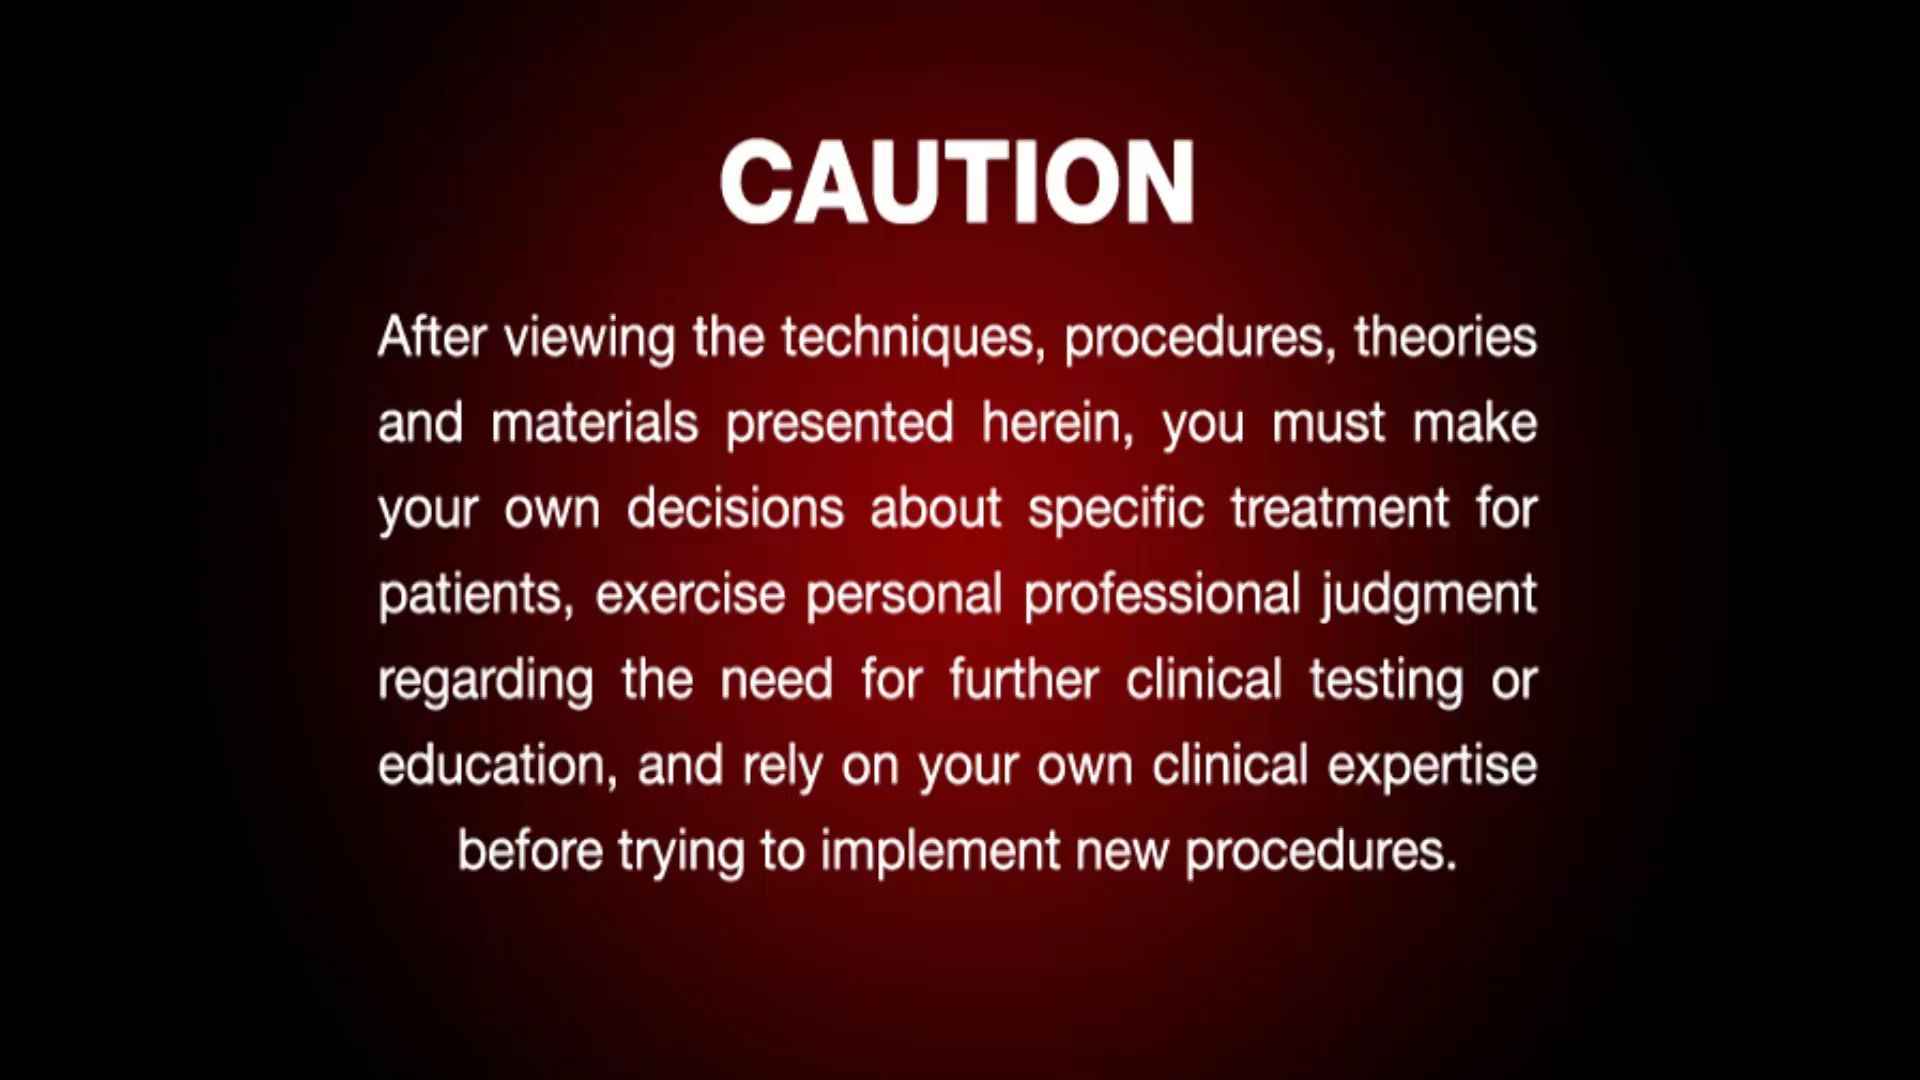 CAUTION
After viewing the techniques, procedures, theories
and materials presented herein, you must make
your own decisions about specific treatment for
patients, exercise personal professional judgment
regarding the need for further clinical testing or
education, and rely on your own clinical expertise
before trying to implement new procedures.